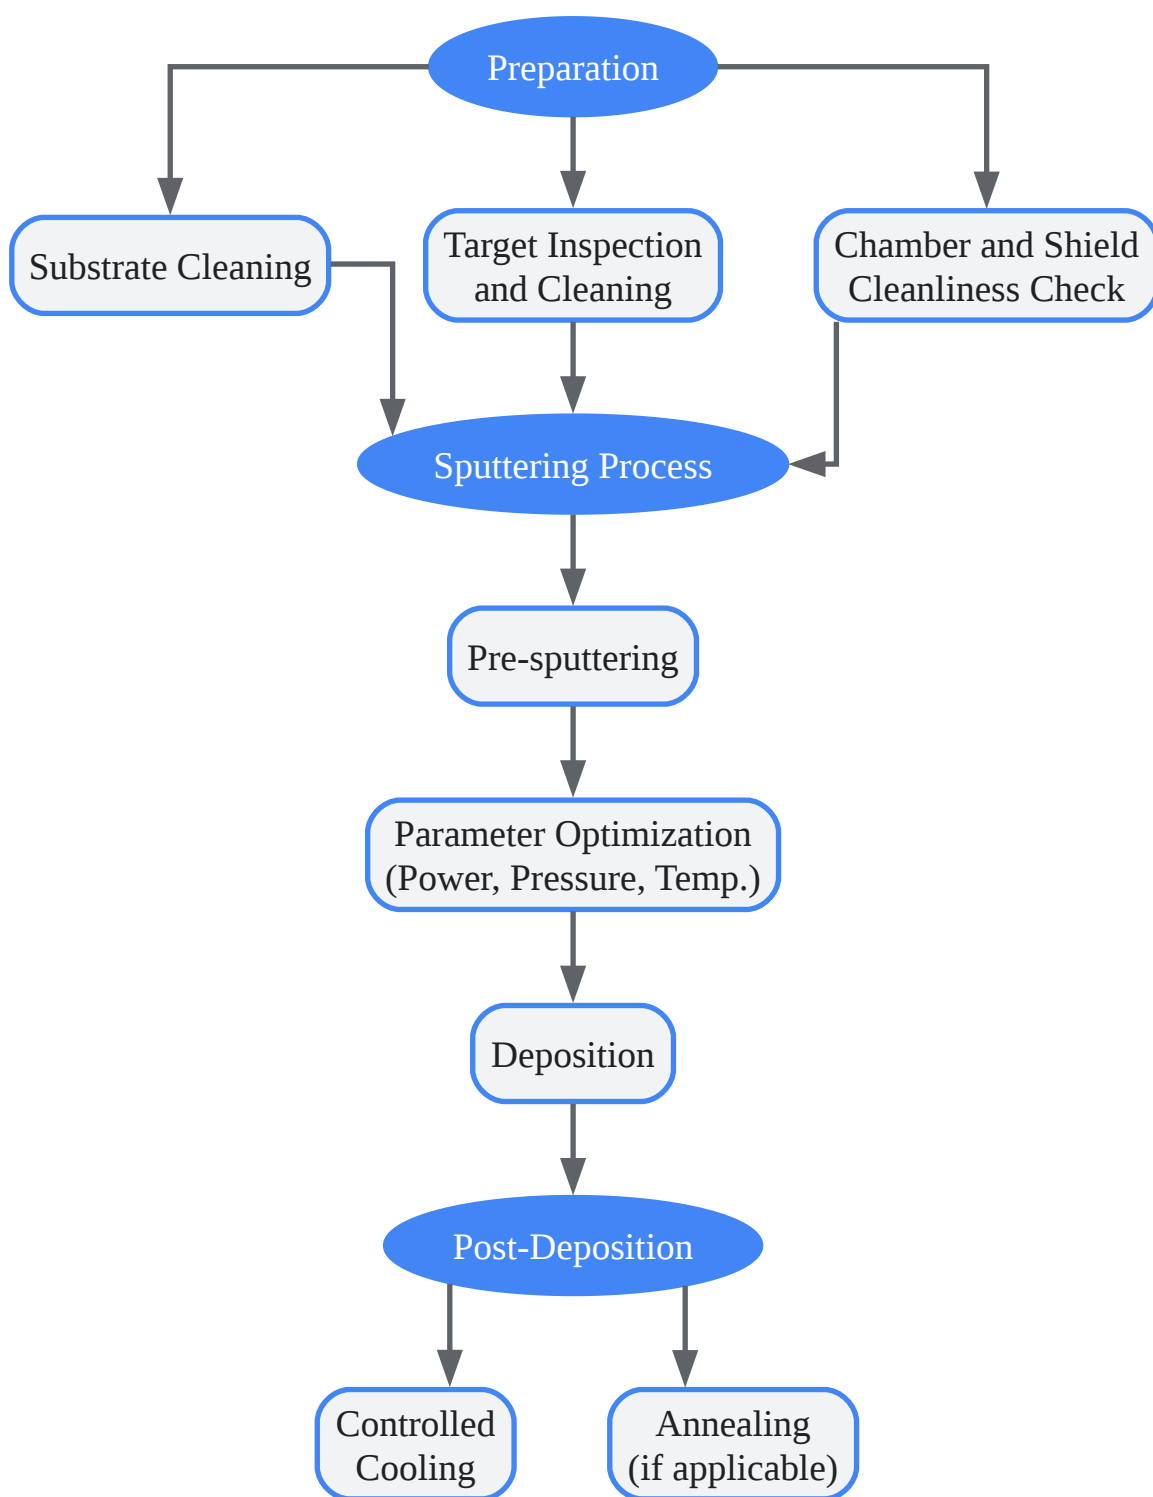 Preparation
Substrate Cleaning
Target Inspection
and Cleaning
Chamber and Shield
Cleanliness Check
Sputtering Process
Pre-sputtering
Parameter Optimization
(Power, Pressure, Temp.)
Deposition
Post-Deposition
Controlled
Cooling
Annealing
(if applicable)